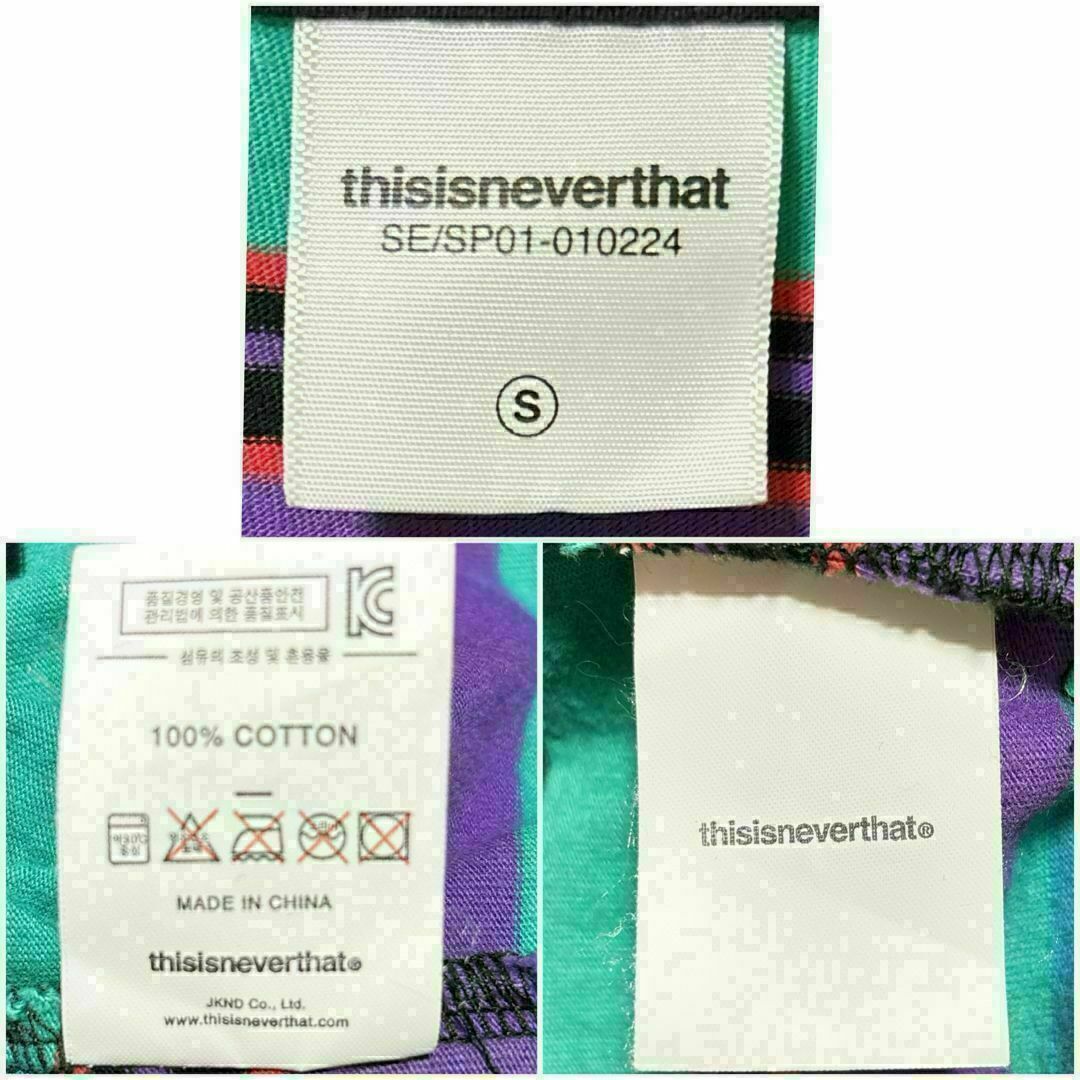 thisisneverthat
SE/SP01-010224
S
품질경영 및 공산품안전
관리법에 의한 품질표시
섬유의 조성 및 혼용율
100% COTTON
MADE IN CHINA
thisisneverthat®
JKND Co., Ltd.
www.thisisneverthat.com
thisisneverthat®